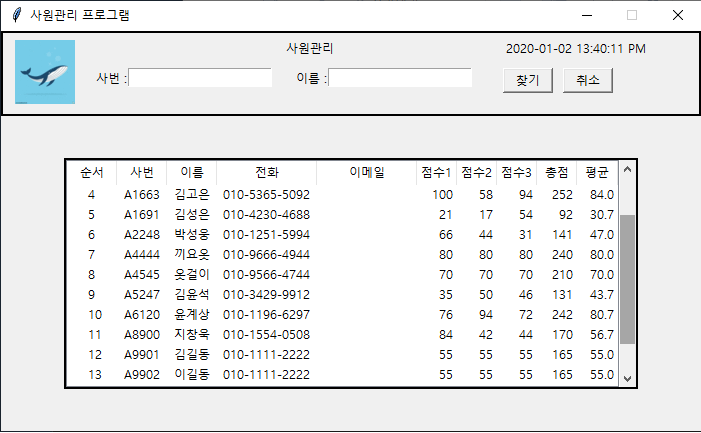 사원관리 프로그램
사원관리 2020-01-02 13:40:11 PM
사번 : 이름 : 찾기 취소
순서 사번 이름 전화 이메일 점수1 점수2 점수3 총점 평균
4 A1663 김고은 010-5365-5092 100 58 94 252 84.0
5 A1691 김성은 010-4230-4688 21 17 54 92 30.7
6 A2248 박성웅 010-1251-5994 66 44 31 141 47.0
7 A4444 끼요옷 010-9666-4944 80 80 80 240 80.0
8 A4545 옷걸이 010-9566-4744 70 70 70 210 70.0
9 A5247 김윤석 010-3429-9912 35 50 46 131 43.7
10 A6120 윤계상 010-1196-6297 76 94 72 242 80.7
11 A8900 지창욱 010-1554-0508 84 42 44 170 56.7
12 A9901 김길동 010-1111-2222 55 55 55 165 55.0
13 A9902 이길동 010-1111-2222 55 55 55 165 55.0